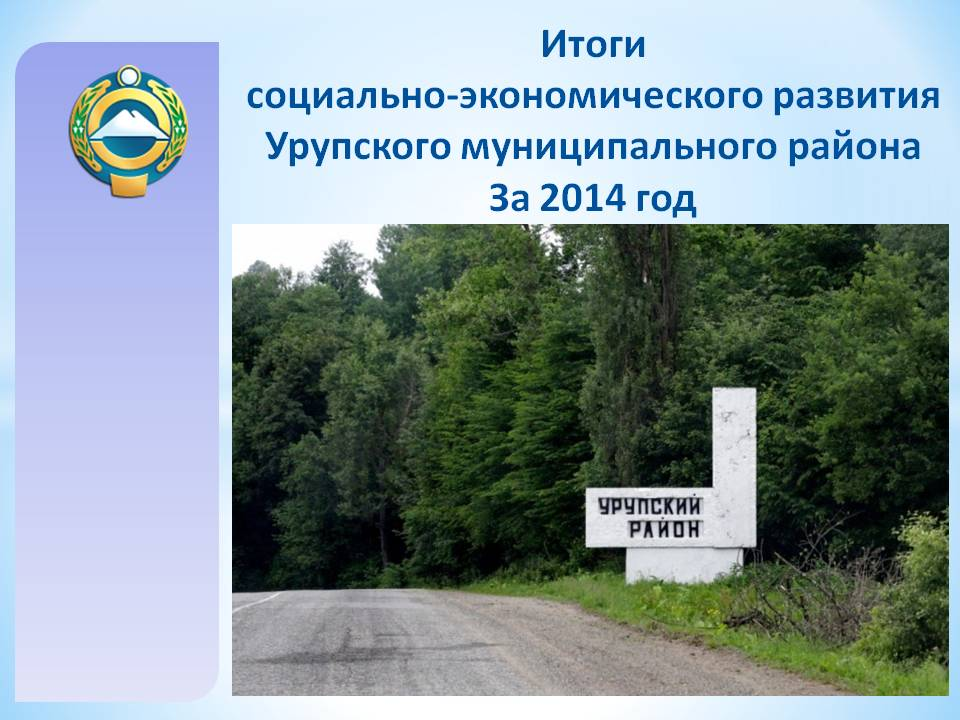 Итоги
социально-экономического развития
Урупского муниципального района
За 2014 год
УРУПСКИЙ
РАЙОН